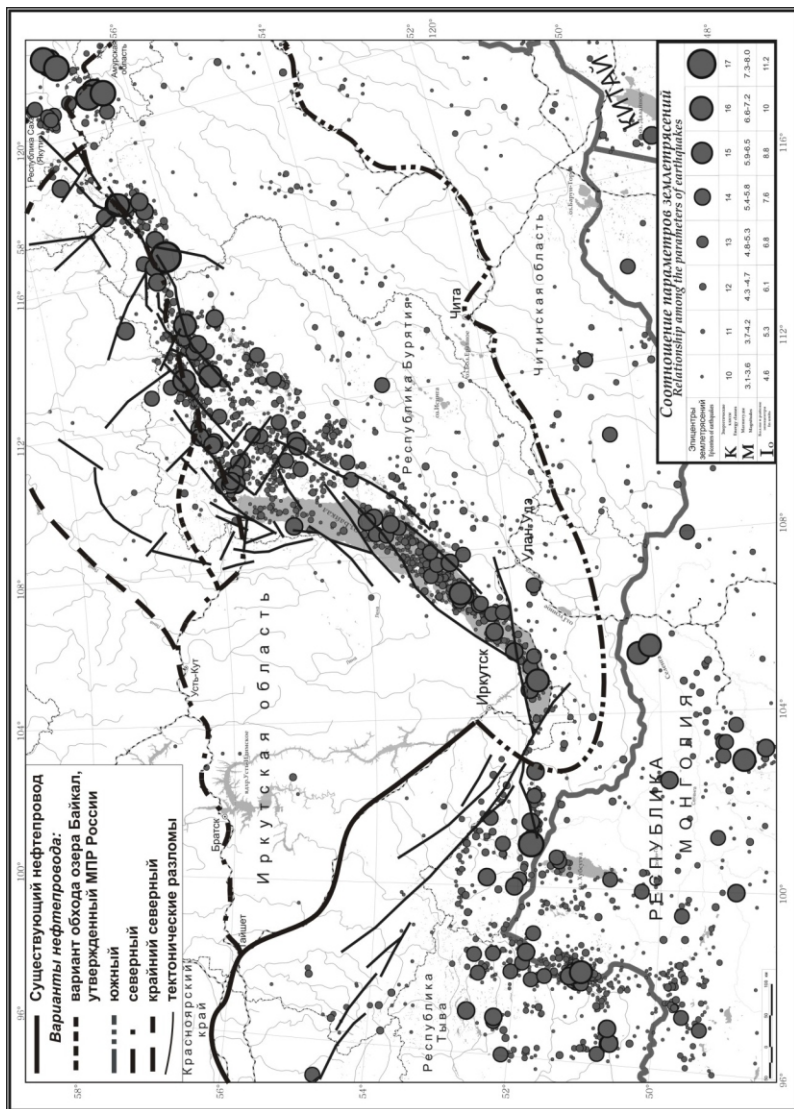 Существующий нефтепровод
Варианты нефтепровода:
вариант обхода озера Байкал,
утвержденный МПР России
южный
северный
крайний северный
тектонические разломы
Красноярский
край
Республика Саха
(Якутия)
Амурская
область
Тайшет
Братск
Усть-Кут
Иркутская область
Иркутск
Улан-Удэ
Республика Бурятия
Чита
Читинская область
Республика
Тыва
РЕСПУБЛИКА
МОНГОЛИЯ
КИТАЙ
Соотношение параметров землетрясений
Relationship among the parameters of earthquakes
Эпицентры
землетрясений
Epicenters of earthquakes
K 10 11 12 13 14 15 16 17
M 3.1-3.6 3.7-4.2 4.3-4.7 4.8-5.3 5.4-5.8 5.9-6.5 6.6-7.2 7.3-8.0
I₀ 4.6 5.3 6.1 6.8 7.6 8.8 10 11.2
96° 100° 104° 108° 112° 116° 120°
58° 56° 54° 52° 50° 48°